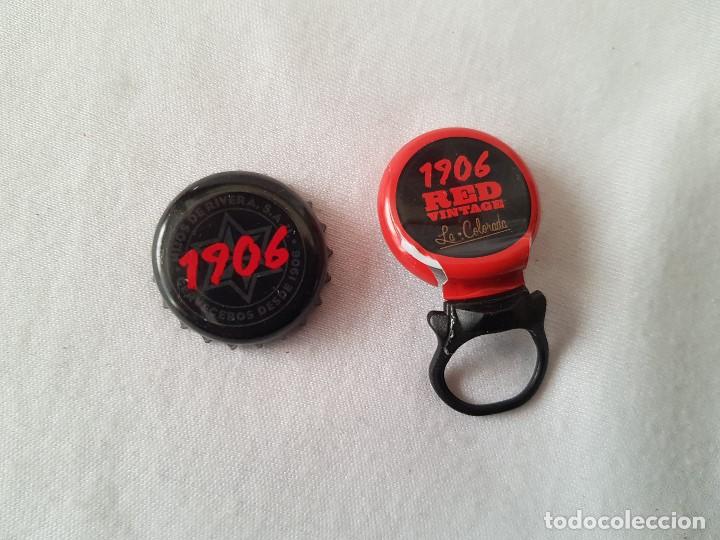 HIJOS DE RIVERA, S.A.
1906
CERVECEROS DESDE 1906
1906
RED
VINTAGE
La Colorada
todocoleccion